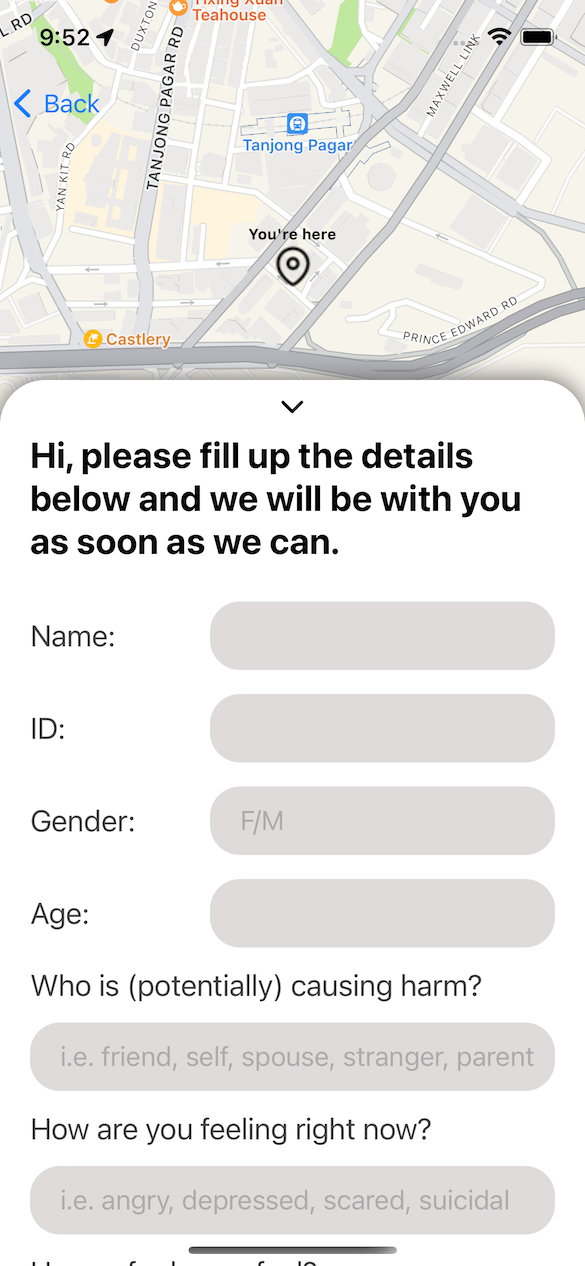 Yixing Xuan
Teahouse
L RD
9:52
DUXTON
TANJONG PAGAR RD
MAXWELL LINK
Back
Tanjong Pagar
YAN KIT RD
You're here
PRINCE EDWARD RD
Castlery
Hi, please fill up the details
below and we will be with you
as soon as we can.
Name:
ID:
Gender:
F/M
Age:
Who is (potentially) causing harm?
i.e. friend, self, spouse, stranger, parent
How are you feeling right now?
i.e. angry, depressed, scared, suicidal